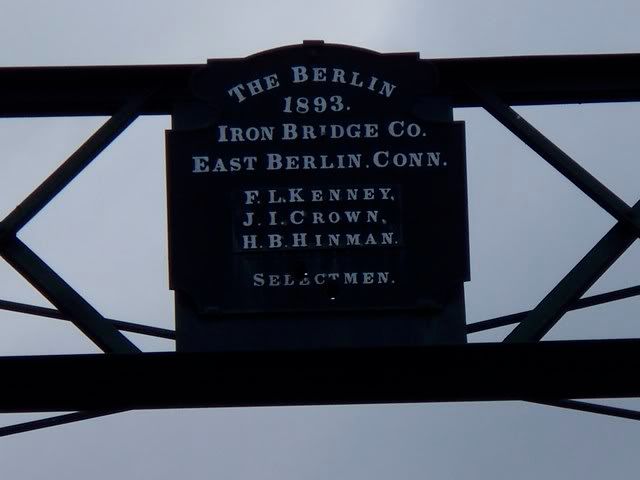 THE BERLIN
1893.
IRON BRIDGE CO.
EAST BERLIN. CONN.
F. L. KENNEY,
J. I. CROWN,
H. B. HINMAN.
SELECTMEN.